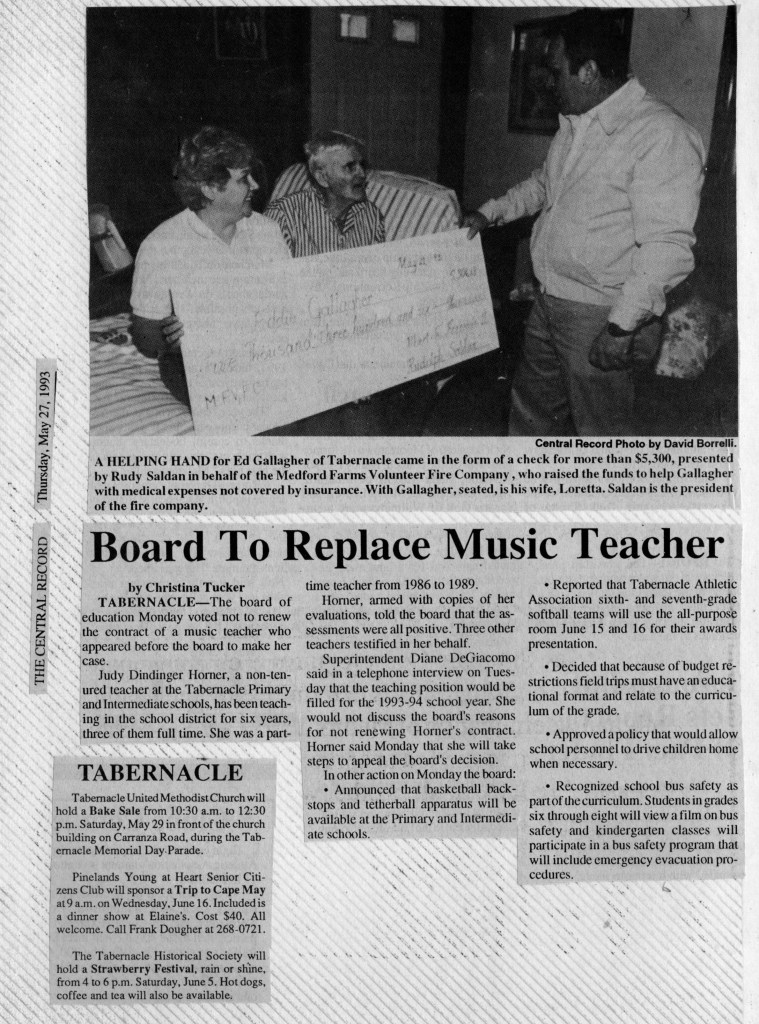 Eddie Gallagher
Five Thousand three hundred and six
M.F.V.F.C
Rudolph Saldan
Central Record Photo by David Borrelli.
A HELPING HAND for Ed Gallagher of Tabernacle came in the form of a check for more than $5,300, presented
by Rudy Saldan in behalf of the Medford Farms Volunteer Fire Company, who raised the funds to help Gallagher
with medical expenses not covered by insurance. With Gallagher, seated, is his wife, Loretta. Saldan is the president
of the fire company.
Thursday, May 27, 1993
THE CENTRAL RECORD
Board To Replace Music Teacher
by Christina Tucker
TABERNACLE—The board of
education Monday voted not to renew
the contract of a music teacher who
appeared before the board to make her
case.
Judy Dindinger Horner, a non-ten-
ured teacher at the Tabernacle Primary
and Intermediate schools, has been teach-
ing in the school district for six years,
three of them full time. She was a part-
time teacher from 1986 to 1989.
Horner, armed with copies of her
evaluations, told the board that the as-
sessments were all positive. Three other
teachers testified in her behalf.
Superintendent Diane DeGiacomo
said in a telephone interview on Tues-
day that the teaching position would be
filled for the 1993-94 school year. She
would not discuss the board's reasons
for not renewing Horner's contract.
Horner said Monday that she will take
steps to appeal the board's decision.
In other action on Monday the board:
• Announced that basketball back-
stops and tetherball apparatus will be
available at the Primary and Intermedi-
ate schools.
• Reported that Tabernacle Athletic
Association sixth- and seventh-grade
softball teams will use the all-purpose
room June 15 and 16 for their awards
presentation.
• Decided that because of budget re-
strictions field trips must have an educa-
tional format and relate to the curricu-
lum of the grade.
• Approved a policy that would allow
school personnel to drive children home
when necessary.
• Recognized school bus safety as
part of the curriculum. Students in grades
six through eight will view a film on bus
safety and kindergarten classes will
participate in a bus safety program that
will include emergency evacuation pro-
cedures.
TABERNACLE
Tabernacle United Methodist Church will
hold a Bake Sale from 10:30 a.m. to 12:30
p.m. Saturday, May 29 in front of the church
building on Carranza Road, during the Tab-
ernacle Memorial Day Parade.
Pinelands Young at Heart Senior Citi-
zens Club will sponsor a Trip to Cape May
at 9 a.m. on Wednesday, June 16. Included is
a dinner show at Elaine's. Cost $40. All
welcome. Call Frank Dougher at 268-0721.
The Tabernacle Historical Society will
hold a Strawberry Festival, rain or shine,
from 4 to 6 p.m. Saturday, June 5. Hot dogs,
coffee and tea will also be available.